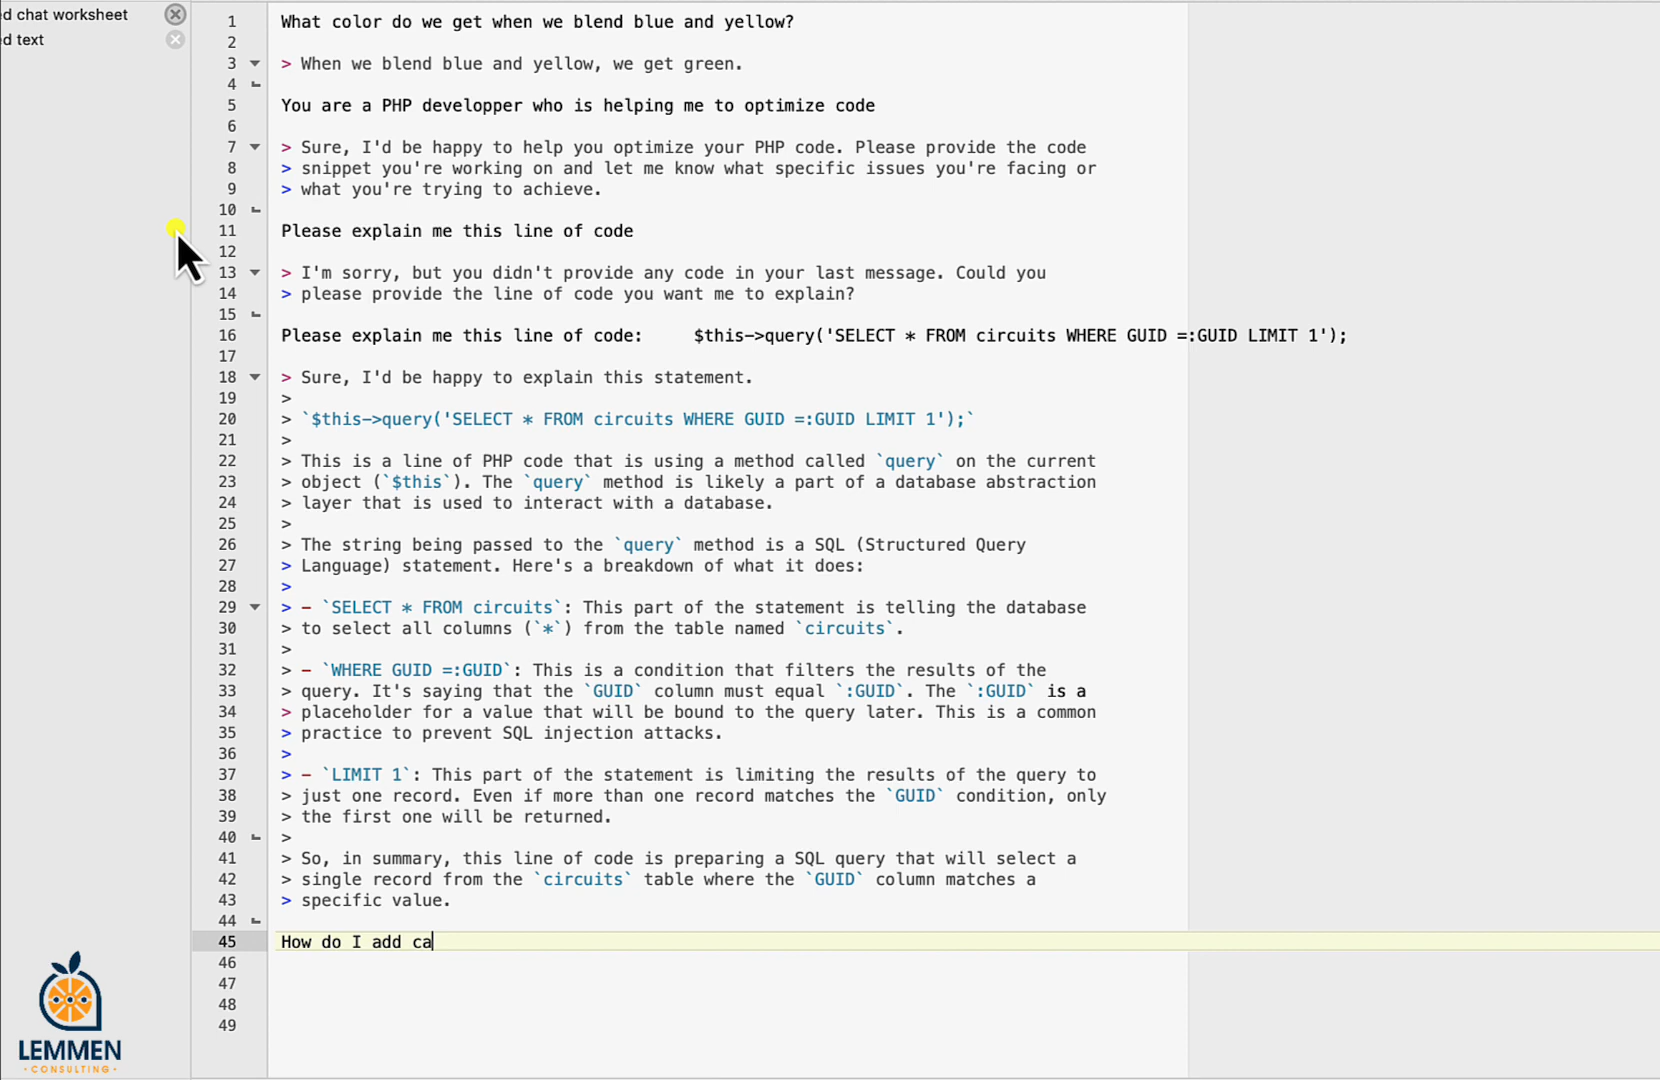 ed chat worksheet
ed text
1 What color do we get when we blend blue and yellow?
2
3 > When we blend blue and yellow, we get green.
4
5 You are a PHP developper who is helping me to optimize code
6
7 > Sure, I'd be happy to help you optimize your PHP code. Please provide the code
8 > snippet you're working on and let me know what specific issues you're facing or
9 > what you're trying to achieve.
10
11 Please explain me this line of code
12
13 > I'm sorry, but you didn't provide any code in your last message. Could you
14 > please provide the line of code you want me to explain?
15
16 Please explain me this line of code:     $this->query('SELECT * FROM circuits WHERE GUID =:GUID LIMIT 1');
17
18 > Sure, I'd be happy to explain this statement.
19 >
20 > `$this->query('SELECT * FROM circuits WHERE GUID =:GUID LIMIT 1');`
21 >
22 > This is a line of PHP code that is using a method called `query` on the current
23 > object (`$this`). The `query` method is likely a part of a database abstraction
24 > layer that is used to interact with a database.
25 >
26 > The string being passed to the `query` method is a SQL (Structured Query
27 > Language) statement. Here's a breakdown of what it does:
28 >
29 > - `SELECT * FROM circuits`: This part of the statement is telling the database
30 > to select all columns (`*`) from the table named `circuits`.
31 >
32 > - `WHERE GUID =:GUID`: This is a condition that filters the results of the
33 > query. It's saying that the `GUID` column must equal `:GUID`. The `:GUID` is a
34 > placeholder for a value that will be bound to the query later. This is a common
35 > practice to prevent SQL injection attacks.
36 >
37 > - `LIMIT 1`: This part of the statement is limiting the results of the query to
38 > just one record. Even if more than one record matches the `GUID` condition, only
39 > the first one will be returned.
40 >
41 > So, in summary, this line of code is preparing a SQL query that will select a
42 > single record from the `circuits` table where the `GUID` column matches a
43 > specific value.
44
45 How do I add ca
46
47
48
49
LEMMEN
CONSULTING